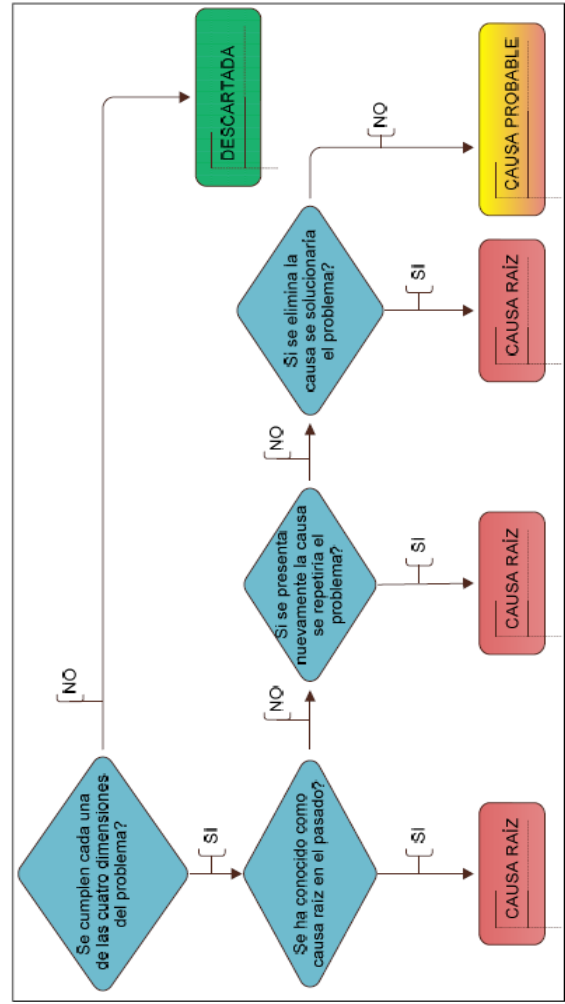 Se cumplen cada una
de las cuatro dimensiones
del problema?
NO
DESCARTADA
SI
Se ha conocido como
causa raiz en el pasado?
NO
Si se presenta
nuevamente la causa
se repetiría el
problema?
NO
Si se elimina la
causa se solucionaría
el problema?
NO
SI
SI
SI
CAUSA RAÍZ
CAUSA RAÍZ
CAUSA RAÍZ
CAUSA PROBABLE